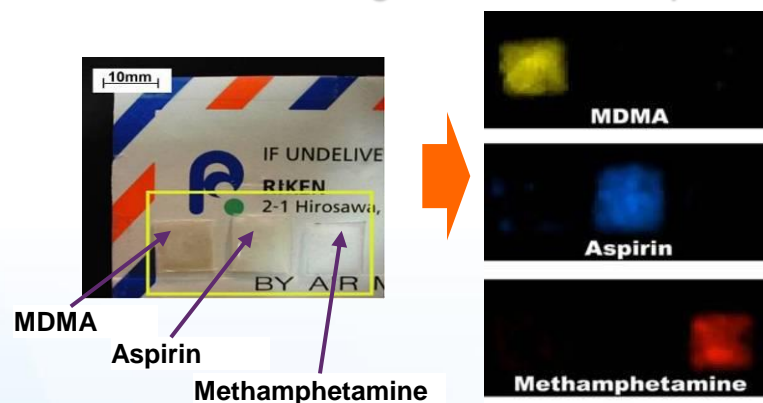 10mm
IF UNDELIVE
RIKEN
2-1 Hirosawa,
BY AIR M
MDMA
Aspirin
Methamphetamine
MDMA
Aspirin
Methamphetamine